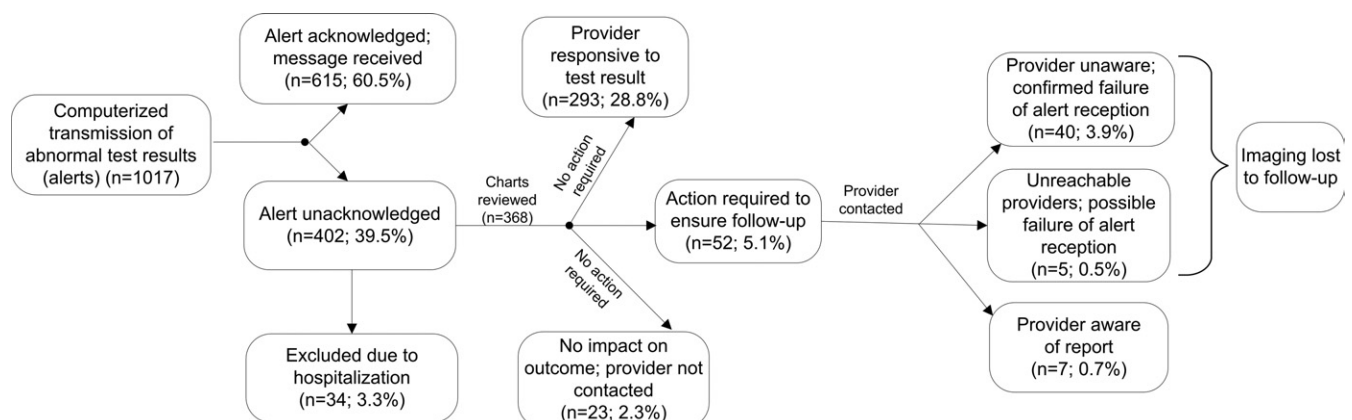 Computerized
transmission of
abnormal test results
(alerts) (n=1017)
Alert acknowledged;
message received
(n=615; 60.5%)
Alert unacknowledged
(n=402; 39.5%)
Excluded due to
hospitalization
(n=34; 3.3%)
Charts
reviewed
(n=368)
Provider
responsive to
test result
(n=293; 28.8%)
No action
required
No action
required
No impact on
outcome; provider not
contacted
(n=23; 2.3%)
Action required to
ensure follow-up
(n=52; 5.1%)
Provider
contacted
Provider unaware;
confirmed failure
of alert reception
(n=40; 3.9%)
Unreachable
providers; possible
failure of alert
reception
(n=5; 0.5%)
Provider aware
of report
(n=7; 0.7%)
Imaging lost
to follow-up